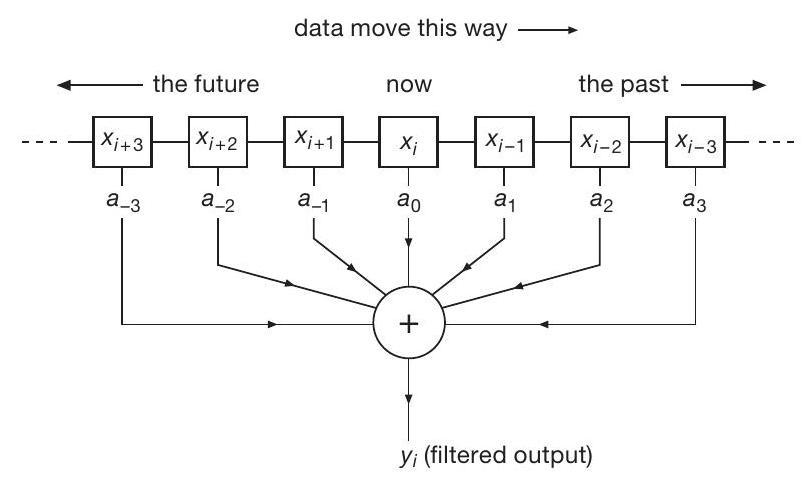 data move this way
the future now the past
x_{i+3} x_{i+2} x_{i+1} x_i x_{i−1} x_{i−2} x_{i−3}
a_{−3} a_{−2} a_{−1} a_0 a_1 a_2 a_3
+
y_i (filtered output)